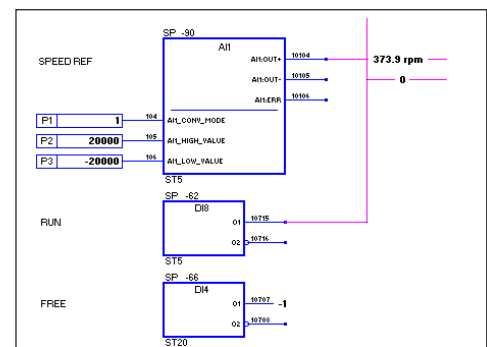 SP -90
AI1
SPEED REF
AI1:OUT+ 10104 373.9 rpm
AI1:OUT- 10105 0
AI1:ERR 10106
P1 1 104 AI1_CONV_MODE
P2 20000 105 AI1_HIGH_VALUE
P3 -20000 106 AI1_LOW_VALUE
ST5
SP -62
DI8
RUN
O1 10715
O2 10716
ST5
SP -66
DI4
FREE
O1 10707 -1
O2 10708
ST20